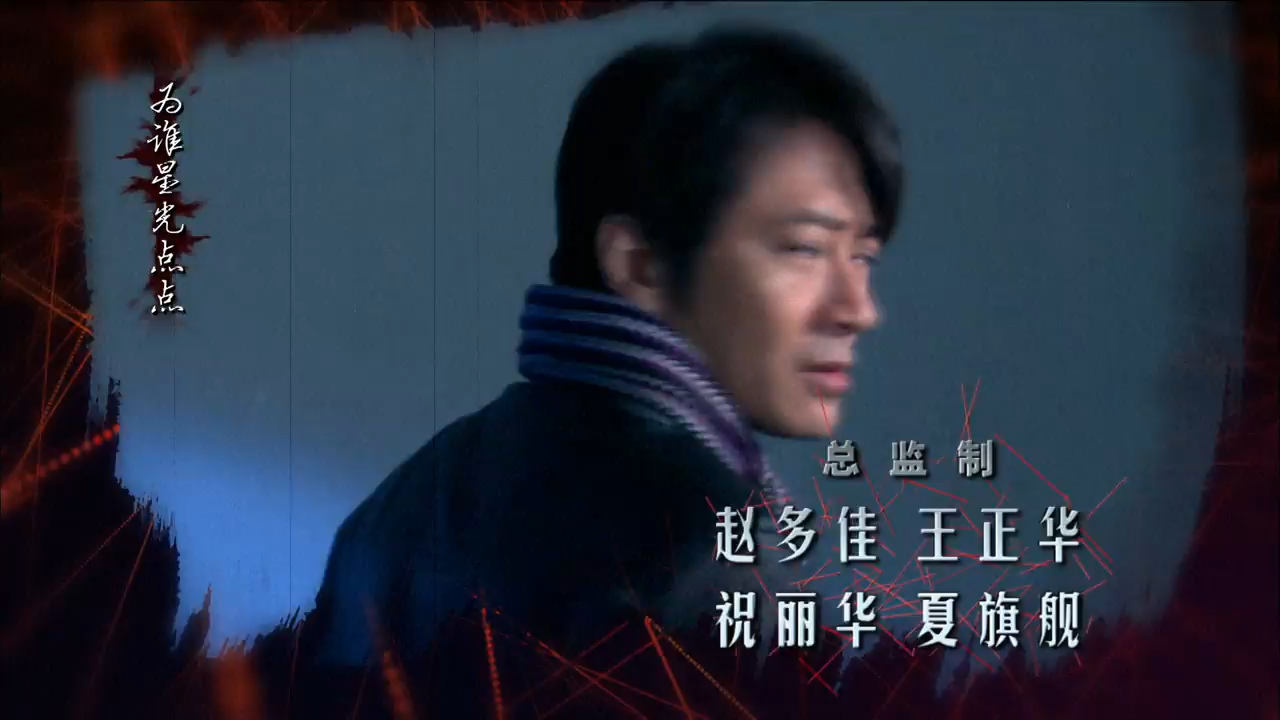 为谁星光点点
总监制
赵多佳 王正华
祝丽华 夏旗舰